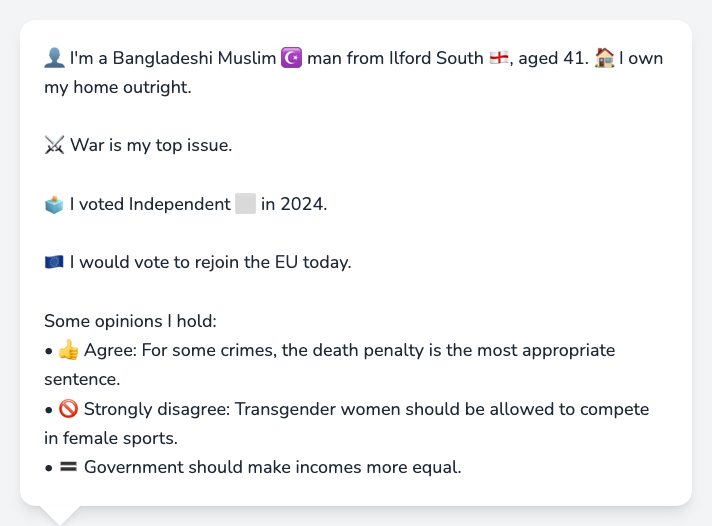 👤 I'm a Bangladeshi Muslim ☪️ man from Ilford South 🏴󠁧󠁢󠁥󠁮󠁧󠁿, aged 41. 🏠 I own
my home outright.
⚔️ War is my top issue.
🗳️ I voted Independent ⬜ in 2024.
🇪🇺 I would vote to rejoin the EU today.
Some opinions I hold:
• 👍 Agree: For some crimes, the death penalty is the most appropriate
sentence.
• 🚫 Strongly disagree: Transgender women should be allowed to compete
in female sports.
• 🟰 Government should make incomes more equal.